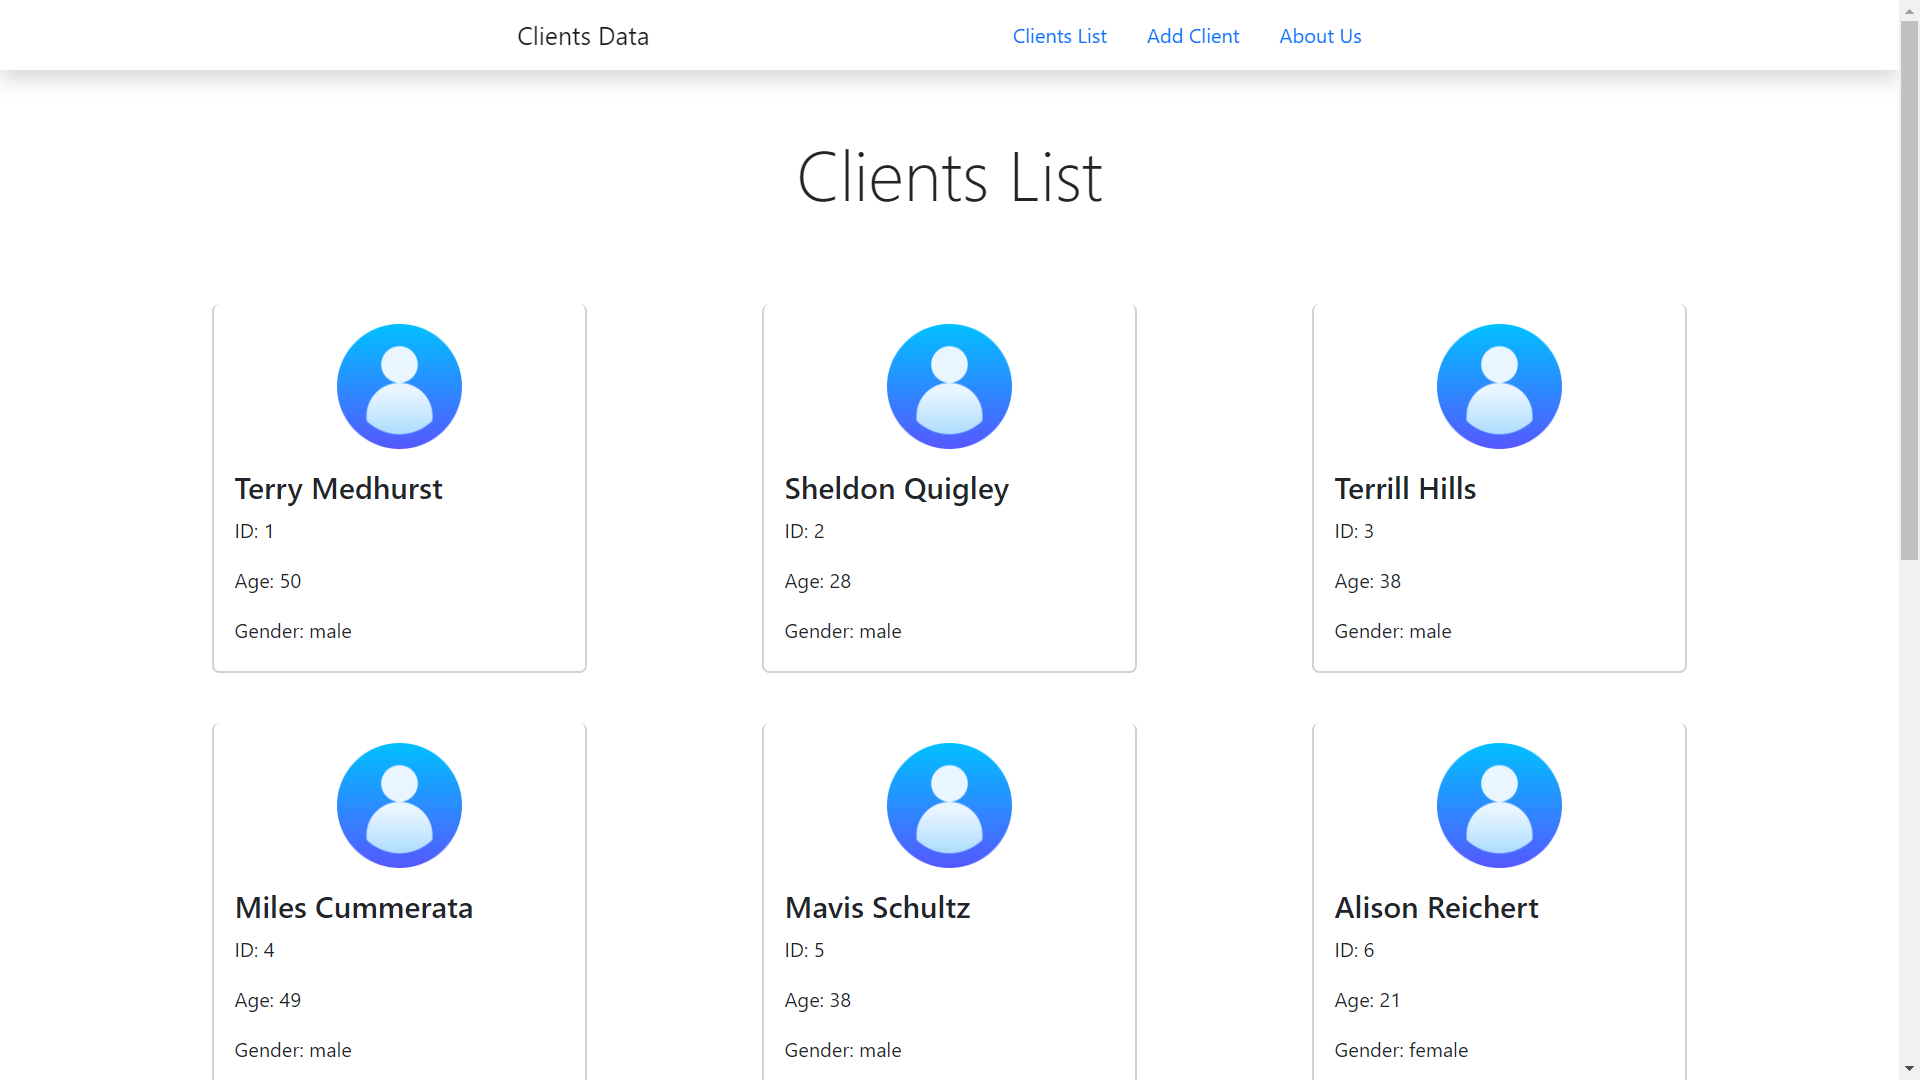 Clients Data
Clients List
Add Client
About Us
Clients List
Terry Medhurst
ID: 1
Age: 50
Gender: male
Sheldon Quigley
ID: 2
Age: 28
Gender: male
Terrill Hills
ID: 3
Age: 38
Gender: male
Miles Cummerata
ID: 4
Age: 49
Gender: male
Mavis Schultz
ID: 5
Age: 38
Gender: male
Alison Reichert
ID: 6
Age: 21
Gender: female